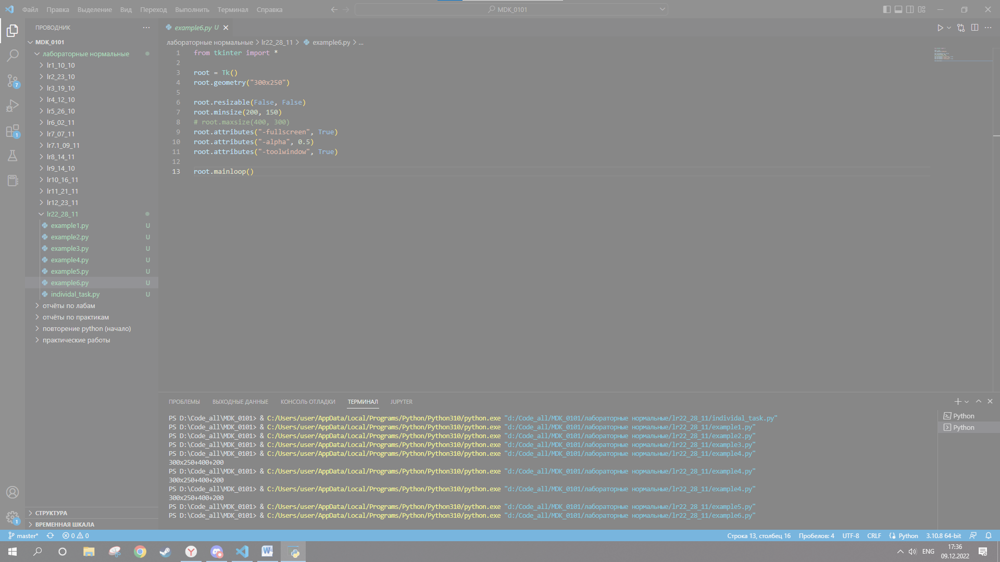 Файл Правка Выделение Вид Переход Выполнить Терминал Справка MDK_0101
ПРОВОДНИК
MDK_0101
лабораторные нормальные
lr1_10_10
lr2_23_10
lr3_19_10
lr4_12_10
lr5_26_10
lr6_02_11
lr7_07_11
lr7.1_09_11
lr8_14_11
lr9_14_10
lr10_16_11
lr11_21_11
lr12_23_11
lr22_28_11
example1.py U
example2.py U
example3.py U
example4.py U
example5.py U
example6.py U
individal_task.py U
отчёты по лабам
отчёты по практикам
повторение python (начало)
практические работы
СТРУКТУРА
ВРЕМЕННАЯ ШКАЛА
7
1
1
example6.py U
лабораторные нормальные > lr22_28_11 > example6.py > ...
1 from tkinter import *
2
3 root = Tk()
4 root.geometry("300x250")
5
6 root.resizable(False, False)
7 root.minsize(200, 150)
8 # root.maxsize(400, 300)
9 root.attributes("-fullscreen", True)
10 root.attributes("-alpha", 0.5)
11 root.attributes("-toolwindow", True)
12
13 root.mainloop()
ПРОБЛЕМЫ ВЫХОДНЫЕ ДАННЫЕ КОНСОЛЬ ОТЛАДКИ ТЕРМИНАЛ JUPYTER
PS D:\Code_all\MDK_0101> & C:/Users/user/AppData/Local/Programs/Python/Python310/python.exe "d:/Code_all/MDK_0101/лабораторные нормальные/lr22_28_11/individal_task.py"
PS D:\Code_all\MDK_0101> & C:/Users/user/AppData/Local/Programs/Python/Python310/python.exe "d:/Code_all/MDK_0101/лабораторные нормальные/lr22_28_11/example1.py"
PS D:\Code_all\MDK_0101> & C:/Users/user/AppData/Local/Programs/Python/Python310/python.exe "d:/Code_all/MDK_0101/лабораторные нормальные/lr22_28_11/example2.py"
PS D:\Code_all\MDK_0101> & C:/Users/user/AppData/Local/Programs/Python/Python310/python.exe "d:/Code_all/MDK_0101/лабораторные нормальные/lr22_28_11/example3.py"
PS D:\Code_all\MDK_0101> & C:/Users/user/AppData/Local/Programs/Python/Python310/python.exe "d:/Code_all/MDK_0101/лабораторные нормальные/lr22_28_11/example4.py"
300x250+400+200
PS D:\Code_all\MDK_0101> & C:/Users/user/AppData/Local/Programs/Python/Python310/python.exe "d:/Code_all/MDK_0101/лабораторные нормальные/lr22_28_11/example4.py"
300x250+400+200
PS D:\Code_all\MDK_0101> & C:/Users/user/AppData/Local/Programs/Python/Python310/python.exe "d:/Code_all/MDK_0101/лабораторные нормальные/lr22_28_11/example4.py"
300x250+400+200
PS D:\Code_all\MDK_0101> & C:/Users/user/AppData/Local/Programs/Python/Python310/python.exe "d:/Code_all/MDK_0101/лабораторные нормальные/lr22_28_11/example5.py"
PS D:\Code_all\MDK_0101> & C:/Users/user/AppData/Local/Programs/Python/Python310/python.exe "d:/Code_all/MDK_0101/лабораторные нормальные/lr22_28_11/example6.py"
Python
Python
master* 0 0 Строка 13, столбец 16 Пробелов: 4 UTF-8 CRLF Python 3.10.8 64-bit
ENG 17:36
09.12.2022